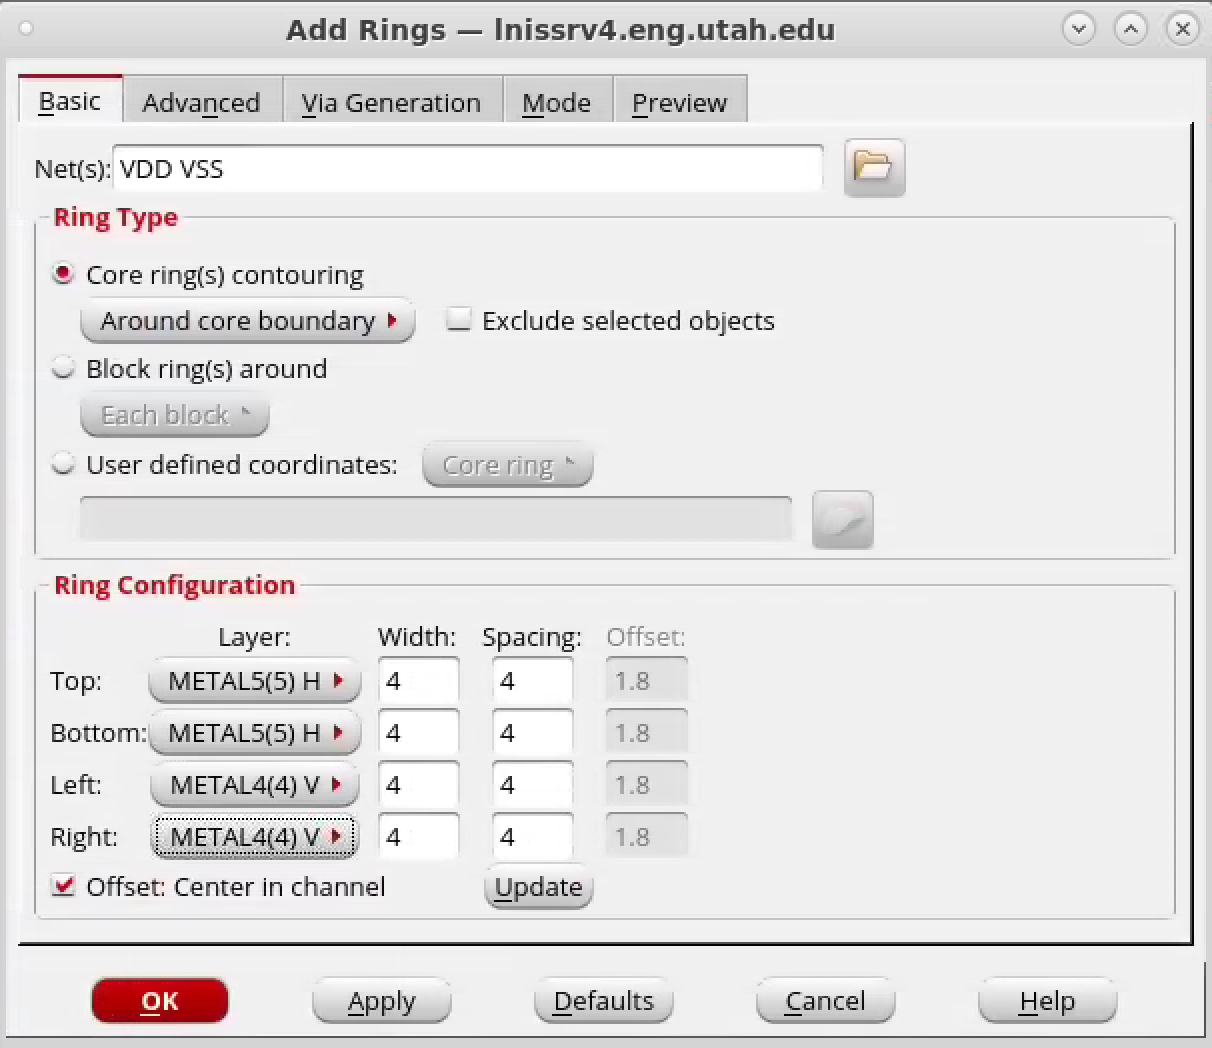 Add Rings — lnissrv4.eng.utah.edu
Basic Advanced Via Generation Mode Preview
Net(s): VDD VSS
Ring Type
Core ring(s) contouring
Around core boundary Exclude selected objects
Block ring(s) around
Each block
User defined coordinates: Core ring
Ring Configuration
Layer: Width: Spacing: Offset:
Top: METAL5(5) H 4 4 1.8
Bottom: METAL5(5) H 4 4 1.8
Left: METAL4(4) V 4 4 1.8
Right: METAL4(4) V 4 4 1.8
Offset: Center in channel Update
OK Apply Defaults Cancel Help